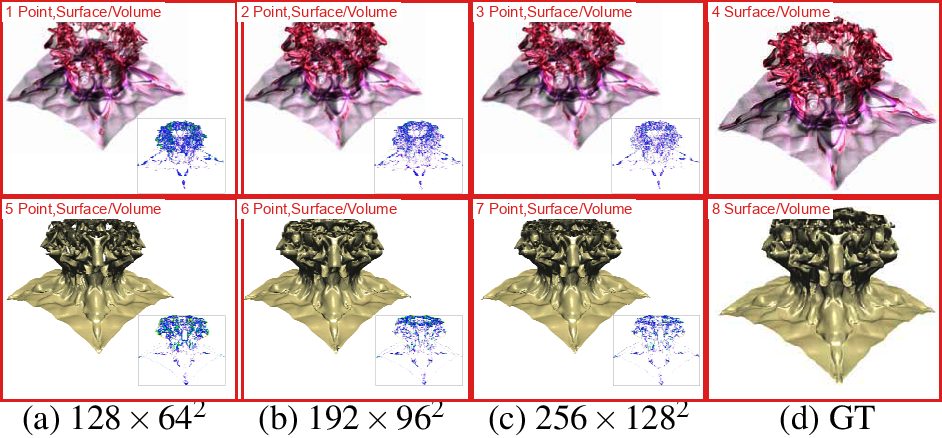 1 Point,Surface/Volume
2 Point,Surface/Volume
3 Point,Surface/Volume
4 Surface/Volume
5 Point,Surface/Volume
6 Point,Surface/Volume
7 Point,Surface/Volume
8 Surface/Volume
(a) 128 × 64² (b) 192 × 96² (c) 256 × 128² (d) GT